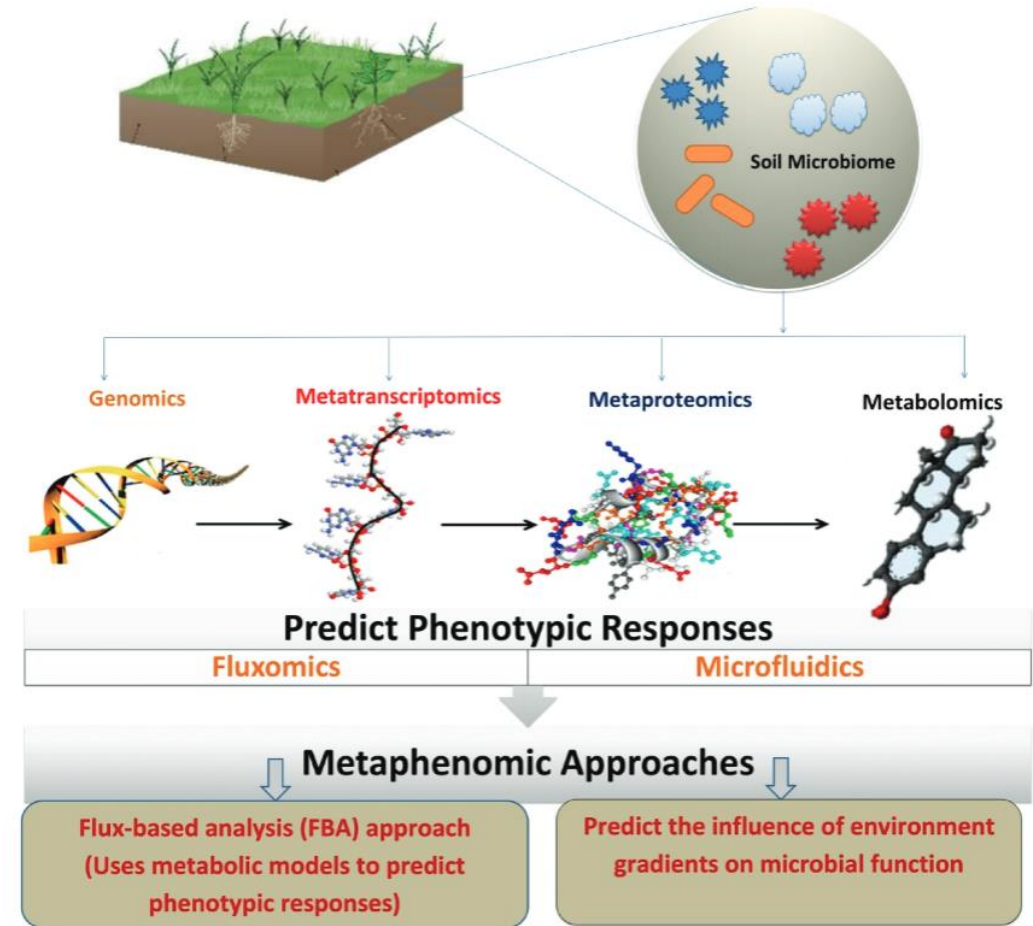 Soil Microbiome
Genomics
Metatranscriptomics
Metaproteomics
Metabolomics
Predict Phenotypic Responses
Fluxomics
Microfluidics
Metaphenomic Approaches
Flux-based analysis (FBA) approach
(Uses metabolic models to predict
phenotypic responses)
Predict the influence of environment
gradients on microbial function